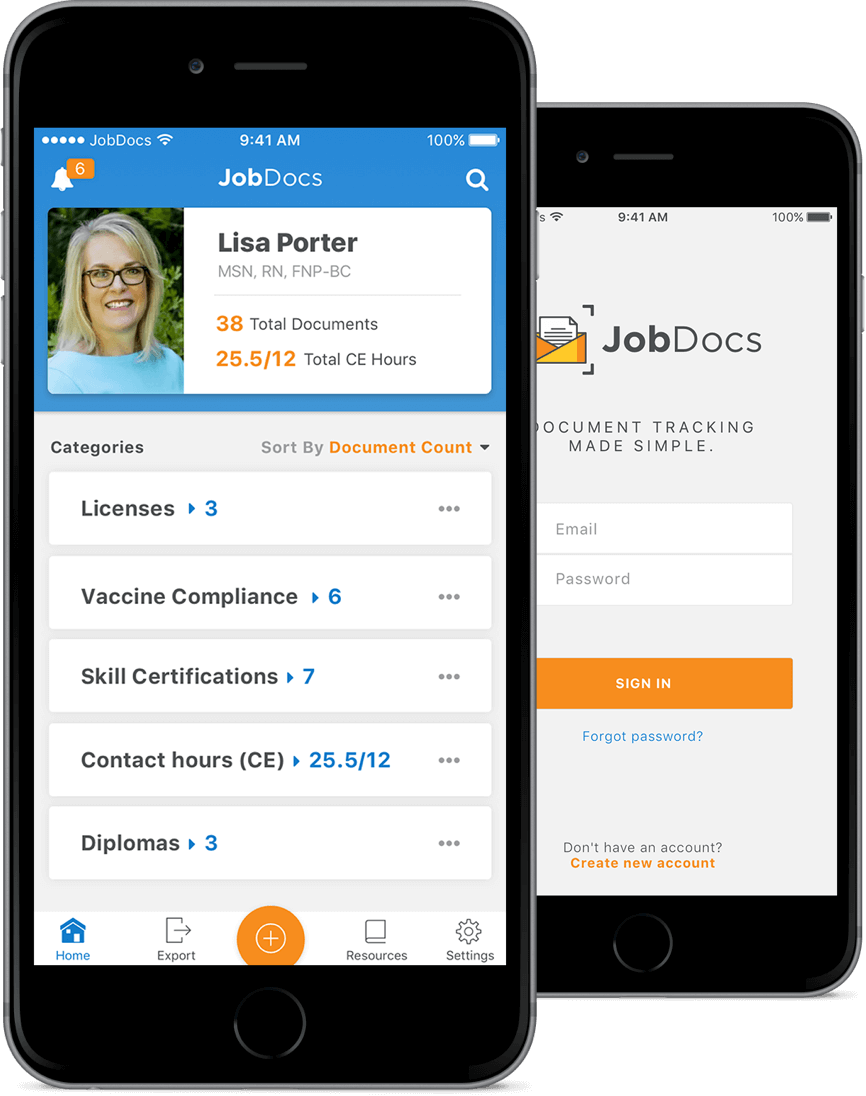 JobDocs 9:41 AM 100%
6
JobDocs
Lisa Porter
MSN, RN, FNP-BC
38 Total Documents
25.5/12 Total CE Hours
Categories Sort By Document Count
Licenses 3
Vaccine Compliance 6
Skill Certifications 7
Contact hours (CE) 25.5/12
Diplomas 3
Home Export Resources Settings
s 9:41 AM 100%
JobDocs
DOCUMENT TRACKING
MADE SIMPLE.
Email
Password
SIGN IN
Forgot password?
Don't have an account?
Create new account